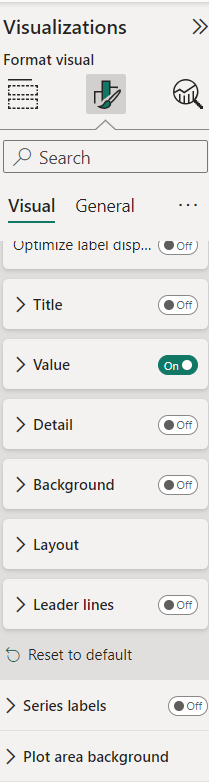 Visualizations
Format visual
Search
Visual General ...
Optimize label disp... Off
Title Off
Value On
Detail Off
Background Off
Layout
Leader lines Off
Reset to default
Series labels Off
Plot area background